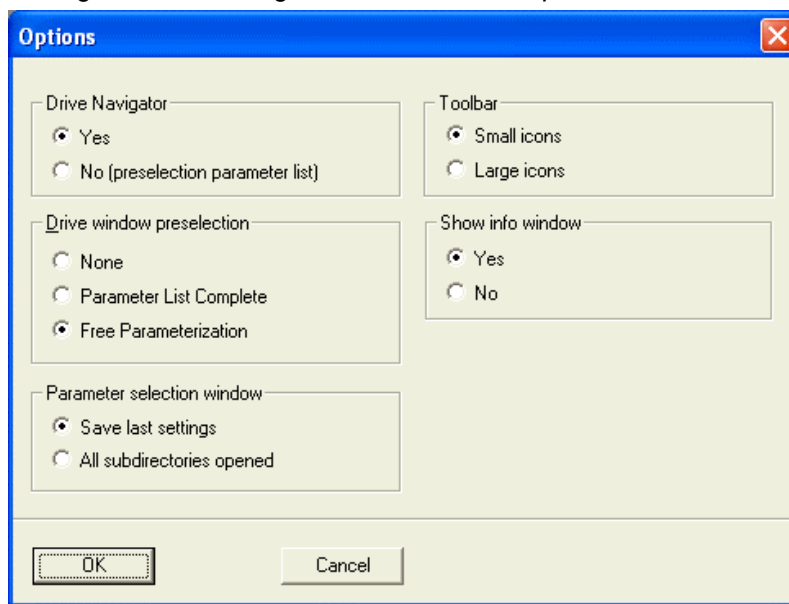 Options
Drive Navigator
Yes
No (preselection parameter list)
Drive window preselection
None
Parameter List Complete
Free Parameterization
Parameter selection window
Save last settings
All subdirectories opened
Toolbar
Small icons
Large icons
Show info window
Yes
No
OK
Cancel